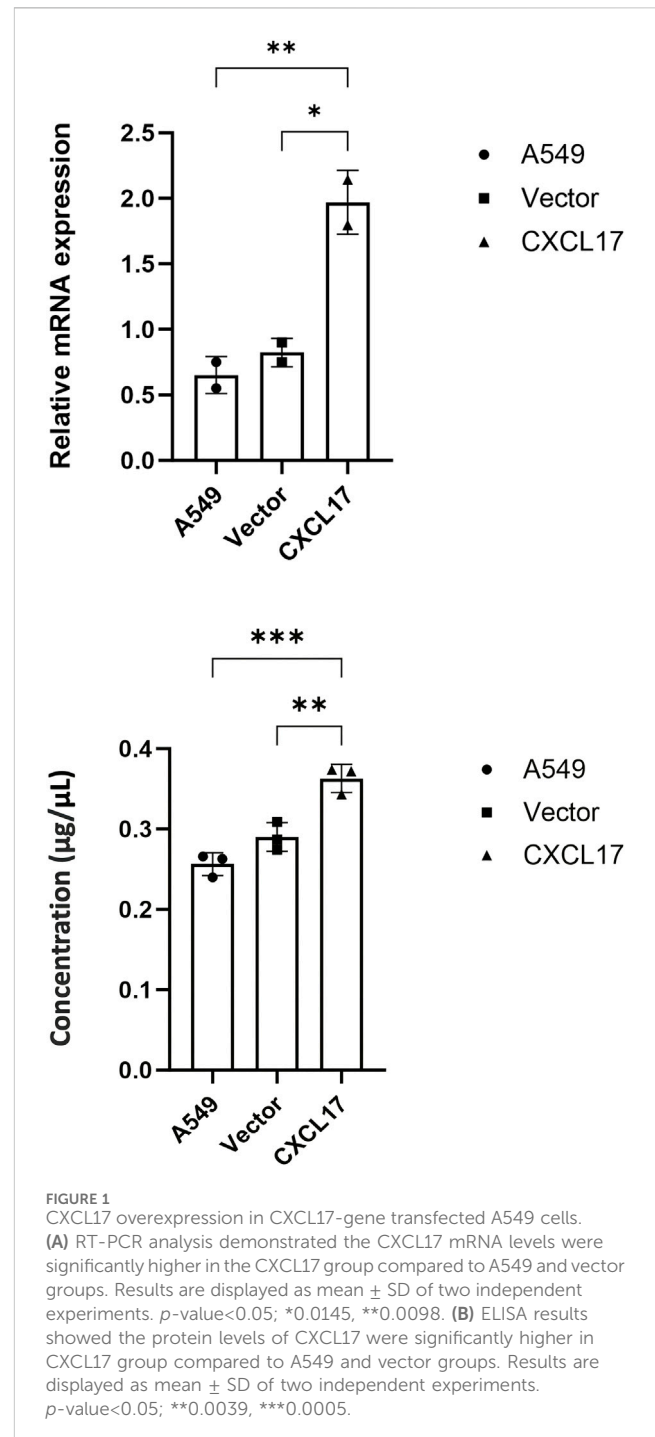 **
*
Relative mRNA expression
2.5
2.0
1.5
1.0
0.5
0.0
A549
Vector
CXCL17
A549
Vector
CXCL17
***
**
Concentration (µg/µL)
0.4
0.3
0.2
0.1
0.0
A549
Vector
CXCL17
A549
Vector
CXCL17
FIGURE 1
CXCL17 overexpression in CXCL17-gene transfected A549 cells.
(A) RT-PCR analysis demonstrated the CXCL17 mRNA levels were
significantly higher in the CXCL17 group compared to A549 and vector
groups. Results are displayed as mean ± SD of two independent
experiments. p-value<0.05; *0.0145, **0.0098. (B) ELISA results
showed the protein levels of CXCL17 were significantly higher in
CXCL17 group compared to A549 and vector groups. Results are
displayed as mean ± SD of two independent experiments.
p-value<0.05; **0.0039, ***0.0005.